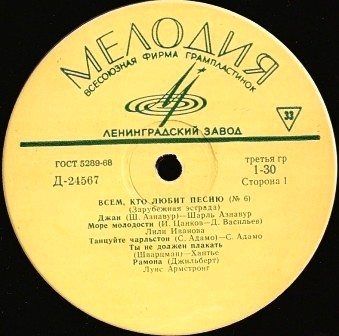 МЕЛОДИЯ
ВСЕСОЮЗНАЯ ФИРМА ГРАМПЛАСТИНОК
33
ЛЕНИНГРАДСКИЙ ЗАВОД
ГОСТ 5289-68
третья гр
Д-24567
1-30
Сторона 1
ВСЕМ, КТО ЛЮБИТ ПЕСНЮ (№ 6)
(Зарубежная эстрада)
Джан (Ш. Азнавур)—Шарль Азнавур
Море молодости (И. Цанков—Д. Васильев)
Лили Иванова
Танцуйте чарльстон (С. Адамо)—С. Адамо
Ты не должен плакать
(Шварцман)—Хантье
Рамона (Джильберт)
Луис Армстронг